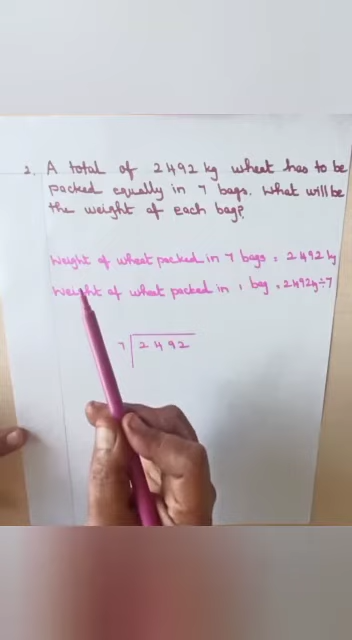 2. A total of 2492 kg wheat has to be
packed equally in 7 bags. What will be
the weight of each bag?
Weight of wheat packed in 7 bags = 2492 kg
Weight of wheat packed in 1 bag = 2492g÷7
7 2492